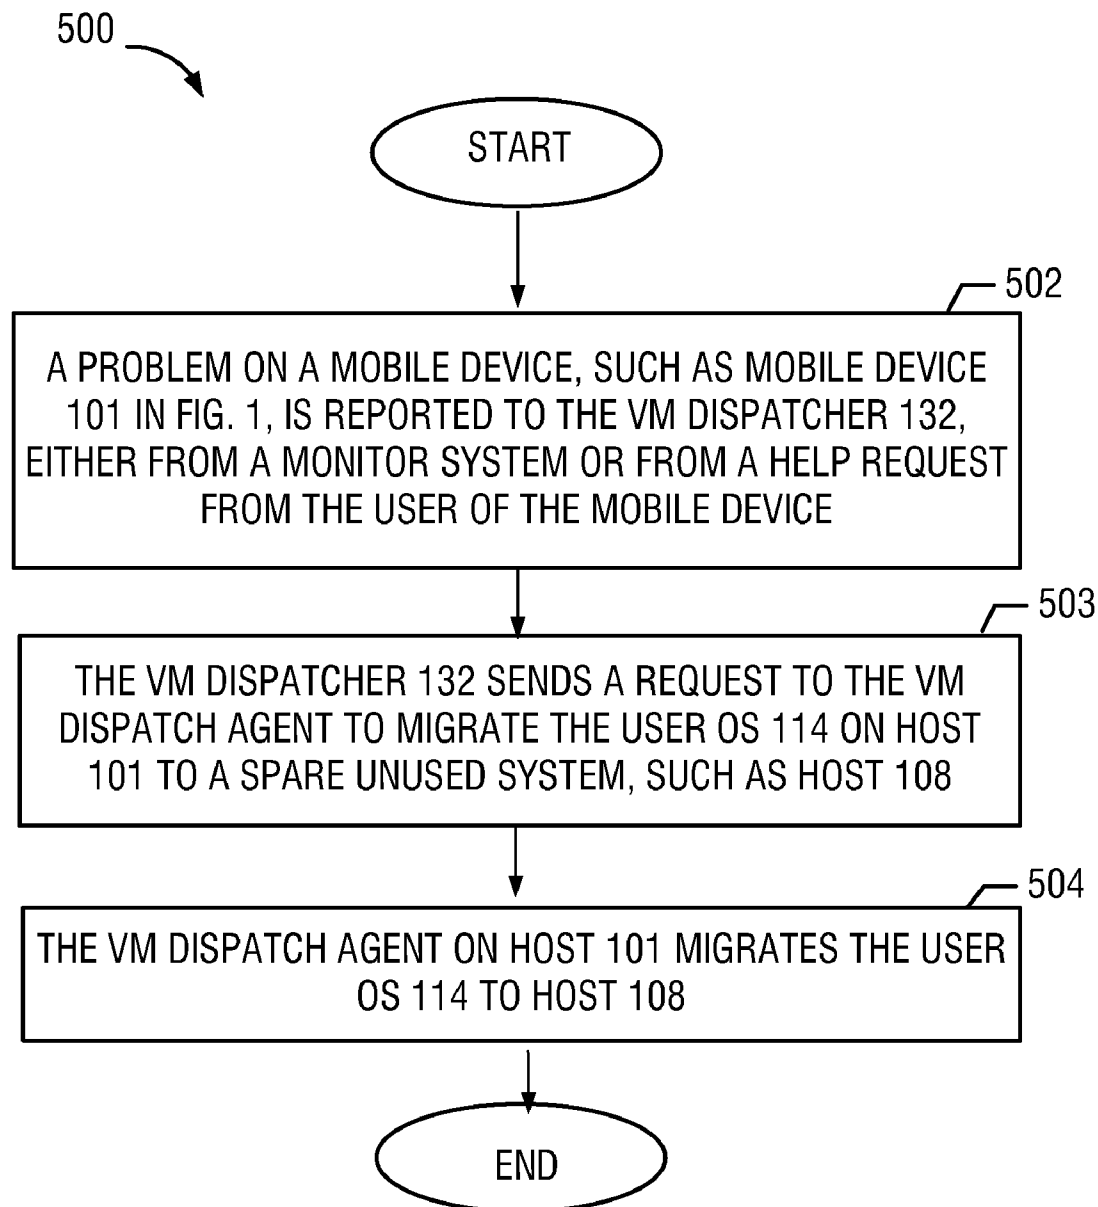 500
START
502
A PROBLEM ON A MOBILE DEVICE, SUCH AS MOBILE DEVICE
101 IN FIG. 1, IS REPORTED TO THE VM DISPATCHER 132,
EITHER FROM A MONITOR SYSTEM OR FROM A HELP REQUEST
FROM THE USER OF THE MOBILE DEVICE
503
THE VM DISPATCHER 132 SENDS A REQUEST TO THE VM
DISPATCH AGENT TO MIGRATE THE USER OS 114 ON HOST
101 TO A SPARE UNUSED SYSTEM, SUCH AS HOST 108
504
THE VM DISPATCH AGENT ON HOST 101 MIGRATES THE USER
OS 114 TO HOST 108
END